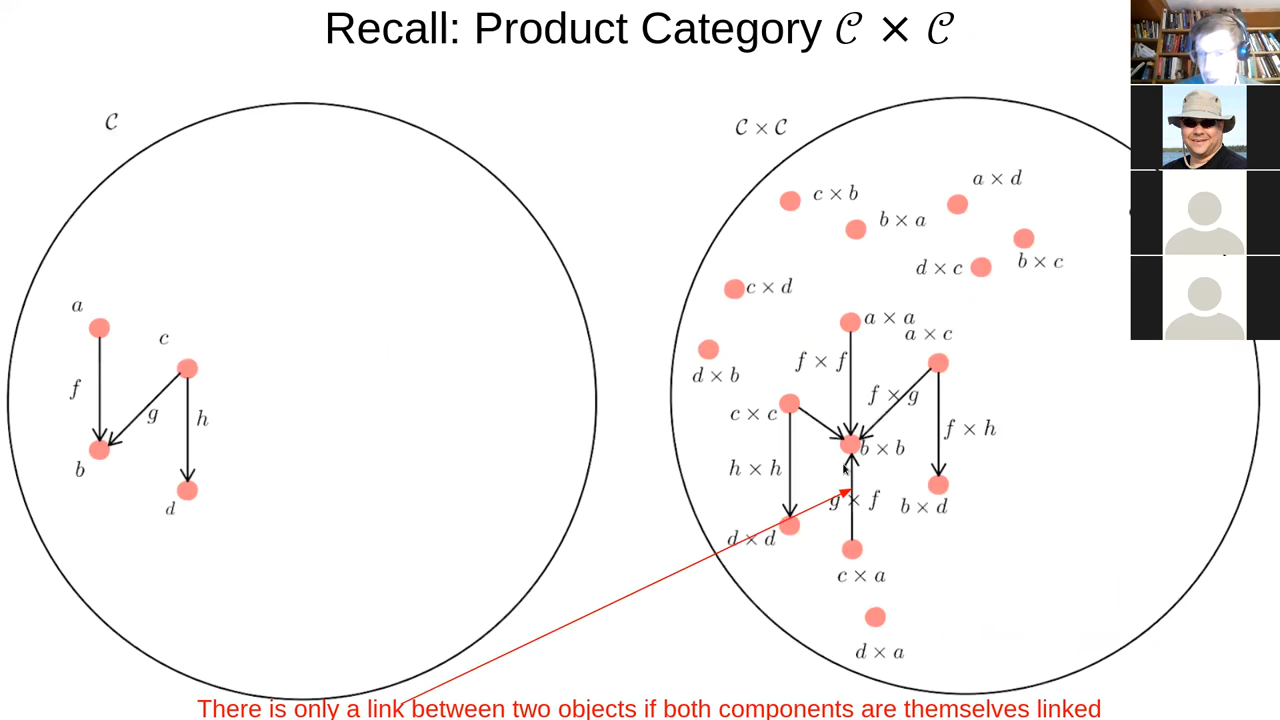 Recall: Product Category 𝒞 × 𝒞
𝒞
𝒞 × 𝒞
a × d
c × b
b × a
b × c
d × c
c × d
a
a × a
a × c
c
f × f
d × b
f
f × g
g
h
c × c
f × h
b
b × b
h × h
g × f
b × d
d
d × d
c × a
d × a
There is only a link between two objects if both components are themselves linked